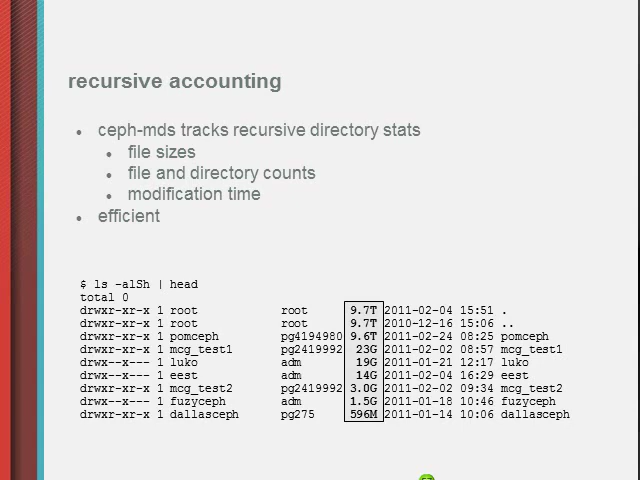 recursive accounting
● ceph-mds tracks recursive directory stats
● file sizes
● file and directory counts
● modification time
● efficient
$ ls -alSh | head
total 0
drwxr-xr-x 1 root root 9.7T 2011-02-04 15:51 .
drwxr-xr-x 1 root root 9.7T 2010-12-16 15:06 ..
drwxr-xr-x 1 pomceph pg4194980 9.6T 2011-02-24 08:25 pomceph
drwxr-xr-x 1 mcg_test1 pg2419992 23G 2011-02-02 08:57 mcg_test1
drwx--x--- 1 luko adm 19G 2011-01-21 12:17 luko
drwx--x--- 1 eest adm 14G 2011-02-04 16:29 eest
drwxr-xr-x 1 mcg_test2 pg2419992 3.0G 2011-02-02 09:34 mcg_test2
drwx--x--- 1 fuzyceph adm 1.5G 2011-01-18 10:46 fuzyceph
drwxr-xr-x 1 dallasceph pg275 596M 2011-01-14 10:06 dallasceph